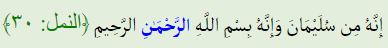 إِنَّهُ مِن سُلَيْمَانَ وَإِنَّهُ بِسْمِ اللَّهِ الرَّحْمَنِ الرَّحِيمِ ﴿النمل: ٣٠﴾